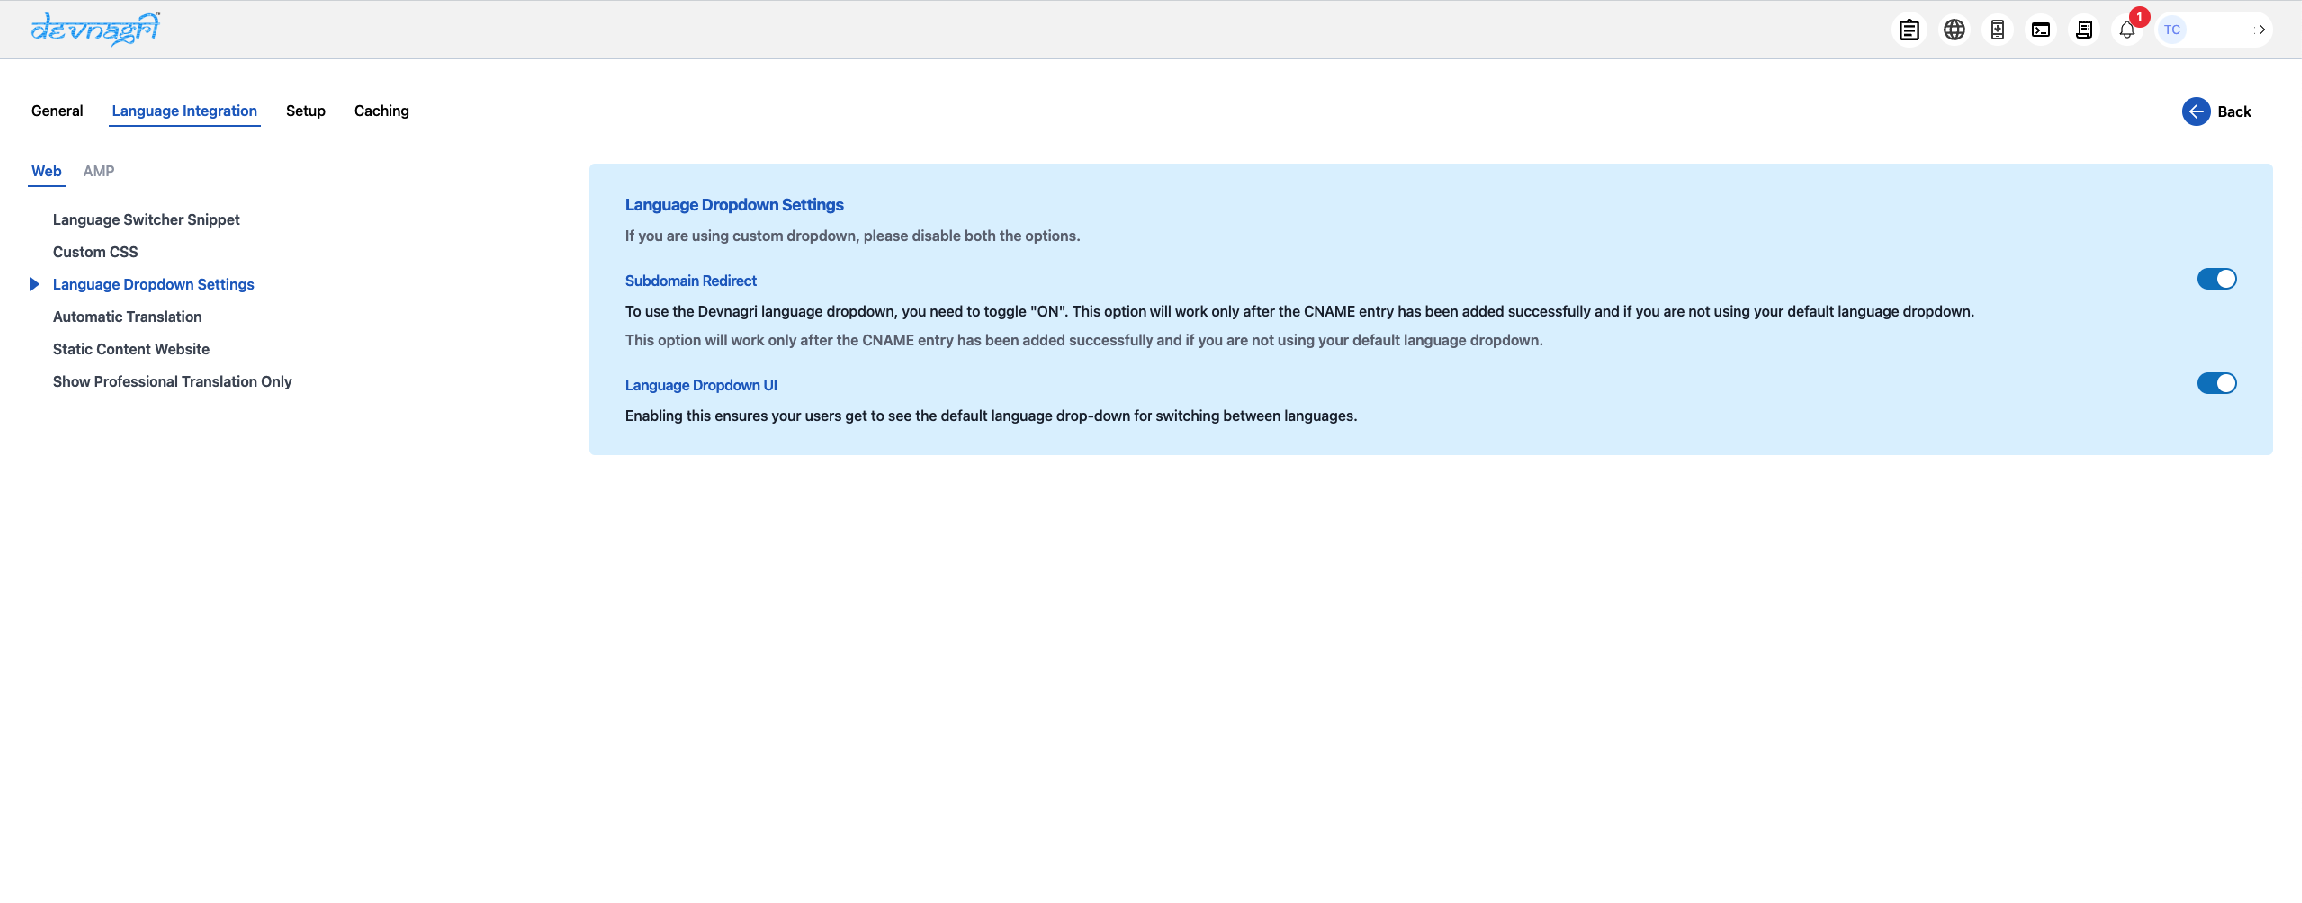 devnagri
1
TC
General
Language Integration
Setup
Caching
Back
Web
AMP
Language Switcher Snippet
Custom CSS
Language Dropdown Settings
Automatic Translation
Static Content Website
Show Professional Translation Only
Language Dropdown Settings
If you are using custom dropdown, please disable both the options.
Subdomain Redirect
To use the Devnagri language dropdown, you need to toggle "ON". This option will work only after the CNAME entry has been added successfully and if you are not using your default language dropdown.
This option will work only after the CNAME entry has been added successfully and if you are not using your default language dropdown.
Language Dropdown UI
Enabling this ensures your users get to see the default language drop-down for switching between languages.